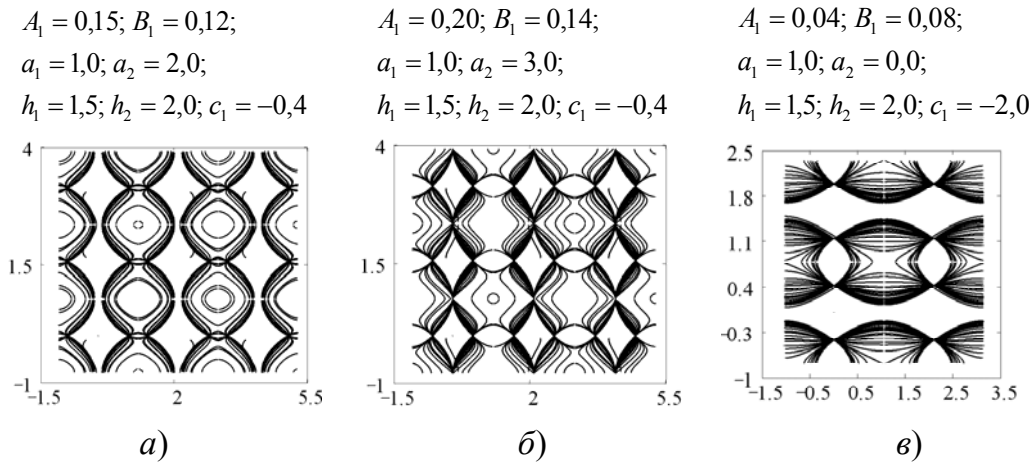 A₁ = 0,15; B₁ = 0,12;
a₁ = 1,0; a₂ = 2,0;
h₁ = 1,5; h₂ = 2,0; c₁ = −0,4
4
1.5
−1
−1.5 2 5.5
а)
A₁ = 0,20; B₁ = 0,14;
a₁ = 1,0; a₂ = 3,0;
h₁ = 1,5; h₂ = 2,0; c₁ = −0,4
4
1.5
−1
−1.5 2 5.5
б)
A₁ = 0,04; B₁ = 0,08;
a₁ = 1,0; a₂ = 0,0;
h₁ = 1,5; h₂ = 2,0; c₁ = −2,0
2.5
1.8
1.1
0.4
−0.3
−1
−1.5 −0.5 0.5 1.5 2.5 3.5
в)